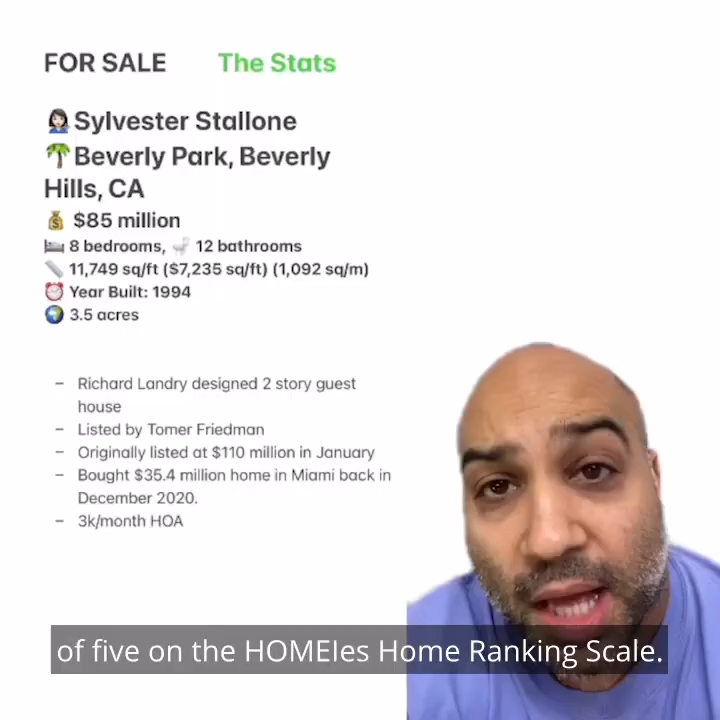 FOR SALE The Stats
Sylvester Stallone
Beverly Park, Beverly
Hills, CA
$85 million
8 bedrooms, 12 bathrooms
11,749 sq/ft ($7,235 sq/ft) (1,092 sq/m)
Year Built: 1994
3.5 acres
– Richard Landry designed 2 story guest
house
– Listed by Tomer Friedman
– Originally listed at $110 million in January
– Bought $35.4 million home in Miami back in
December 2020.
– 3k/month HOA
of five on the HOMEIes Home Ranking Scale.